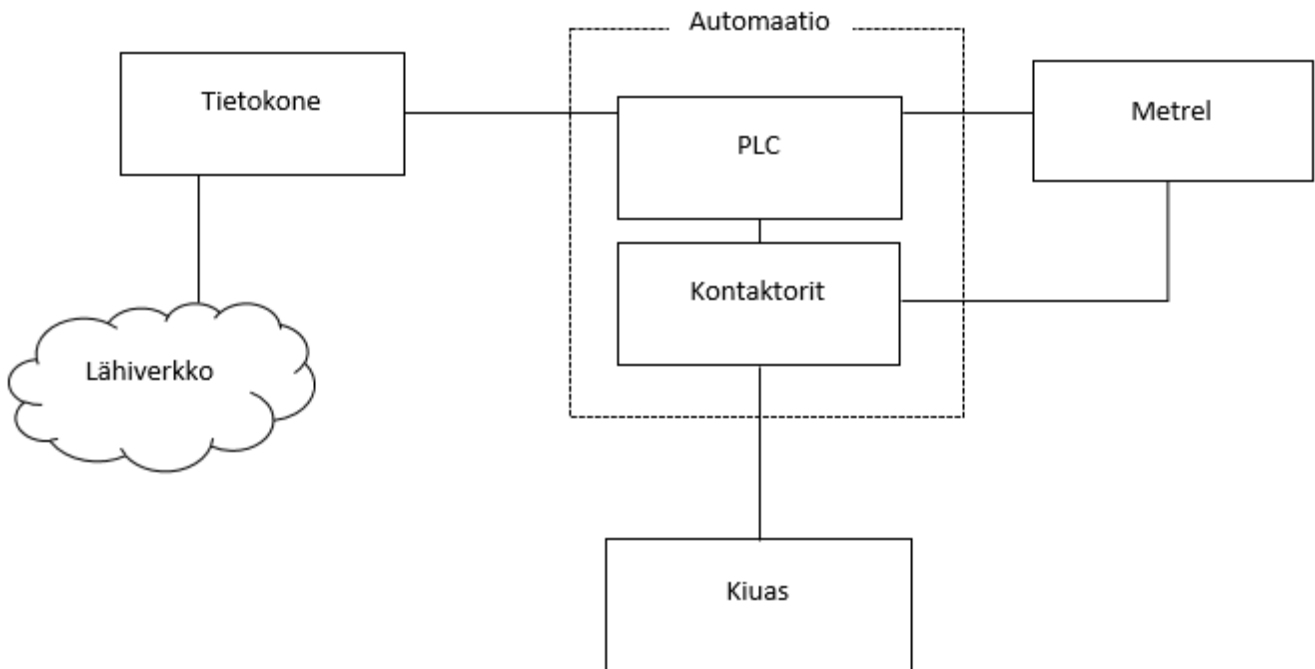 Automaatio
Tietokone
PLC
Metrel
Kontaktorit
Lähiverkko
Kiuas